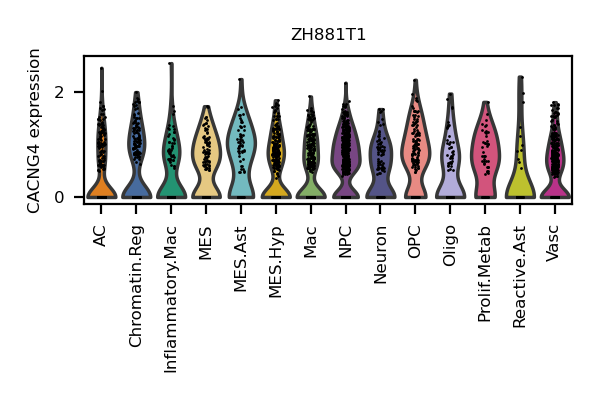 ZH881T1
CACNG4 expression
2
0
AC
Chromatin.Reg
Inflammatory.Mac
MES
MES.Ast
MES.Hyp
Mac
NPC
Neuron
OPC
Oligo
Prolif.Metab
Reactive.Ast
Vasc